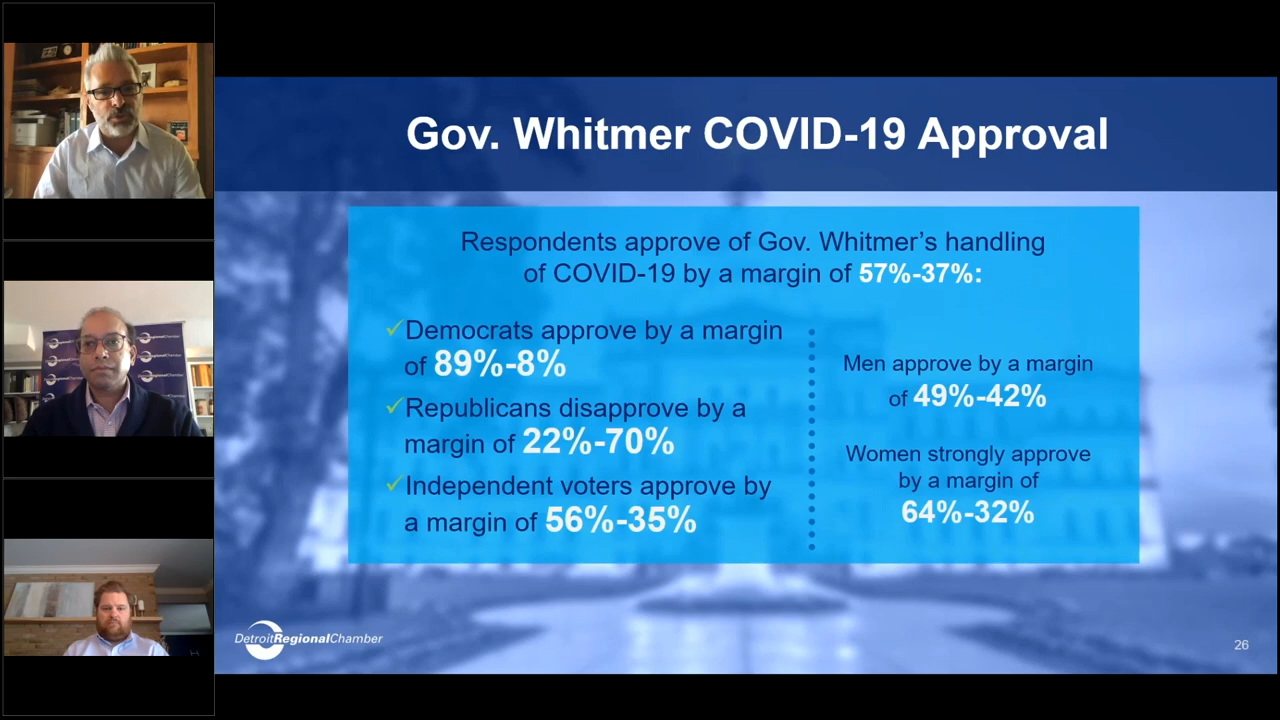 Gov. Whitmer COVID-19 Approval
Respondents approve of Gov. Whitmer's handling
of COVID-19 by a margin of 57%-37%:
✓Democrats approve by a margin
of 89%-8%
✓Republicans disapprove by a
margin of 22%-70%
✓Independent voters approve by
a margin of 56%-35%
Men approve by a margin
of 49%-42%
Women strongly approve
by a margin of
64%-32%
DetroitRegionalChamber
26